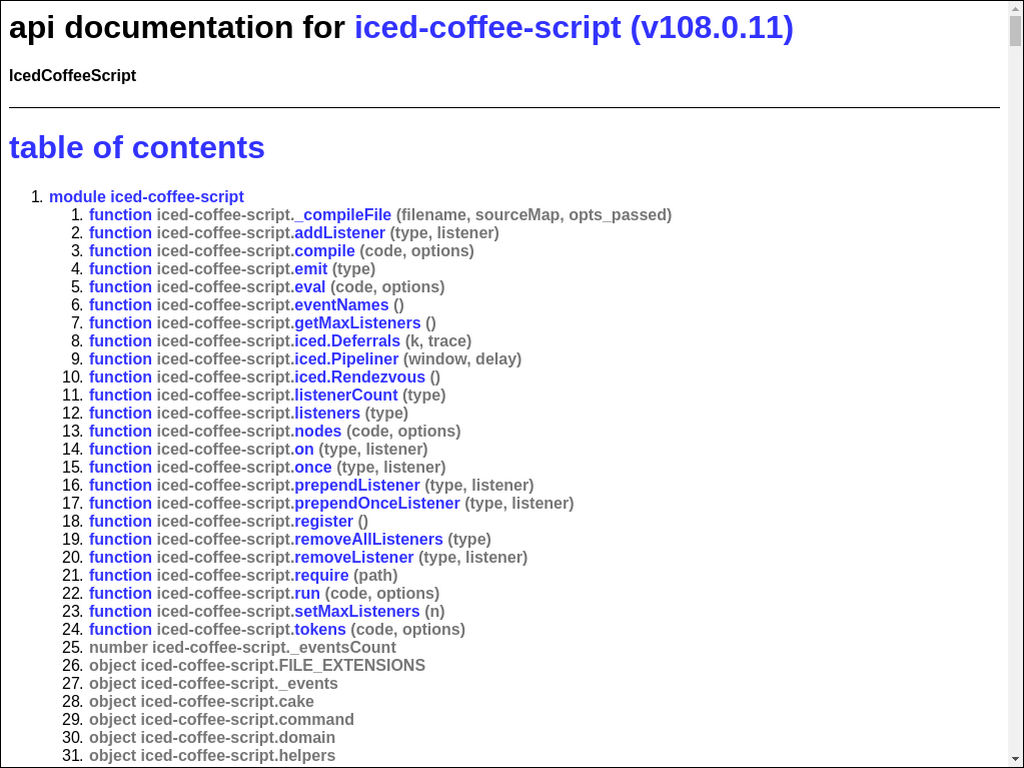 api documentation for iced-coffee-script (v108.0.11)
IcedCoffeeScript
table of contents
1. module iced-coffee-script
1. function iced-coffee-script._compileFile (filename, sourceMap, opts_passed)
2. function iced-coffee-script.addListener (type, listener)
3. function iced-coffee-script.compile (code, options)
4. function iced-coffee-script.emit (type)
5. function iced-coffee-script.eval (code, options)
6. function iced-coffee-script.eventNames ()
7. function iced-coffee-script.getMaxListeners ()
8. function iced-coffee-script.iced.Deferrals (k, trace)
9. function iced-coffee-script.iced.Pipeliner (window, delay)
10. function iced-coffee-script.iced.Rendezvous ()
11. function iced-coffee-script.listenerCount (type)
12. function iced-coffee-script.listeners (type)
13. function iced-coffee-script.nodes (code, options)
14. function iced-coffee-script.on (type, listener)
15. function iced-coffee-script.once (type, listener)
16. function iced-coffee-script.prependListener (type, listener)
17. function iced-coffee-script.prependOnceListener (type, listener)
18. function iced-coffee-script.register ()
19. function iced-coffee-script.removeAllListeners (type)
20. function iced-coffee-script.removeListener (type, listener)
21. function iced-coffee-script.require (path)
22. function iced-coffee-script.run (code, options)
23. function iced-coffee-script.setMaxListeners (n)
24. function iced-coffee-script.tokens (code, options)
25. number iced-coffee-script._eventsCount
26. object iced-coffee-script.FILE_EXTENSIONS
27. object iced-coffee-script._events
28. object iced-coffee-script.cake
29. object iced-coffee-script.command
30. object iced-coffee-script.domain
31. object iced-coffee-script.helpers